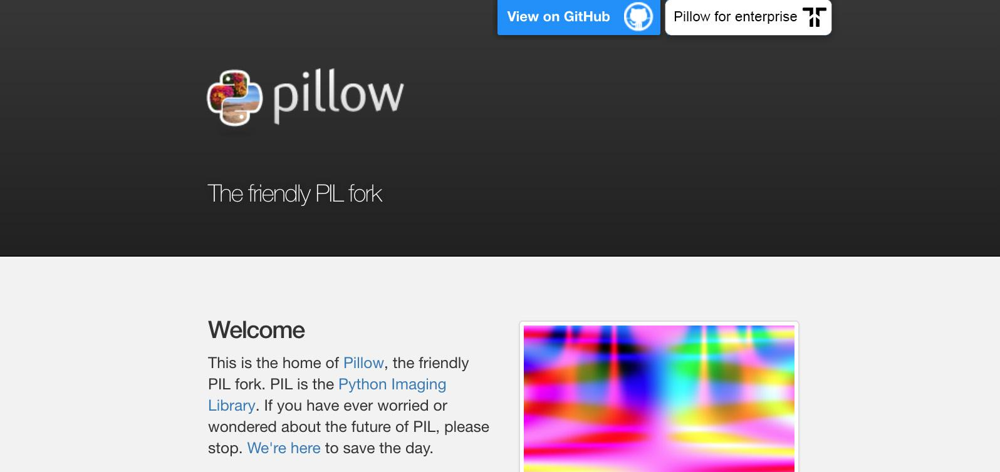 View on GitHub
Pillow for enterprise
pillow
The friendly PIL fork
Welcome
This is the home of Pillow, the friendly
PIL fork. PIL is the Python Imaging
Library. If you have ever worried or
wondered about the future of PIL, please
stop. We're here to save the day.